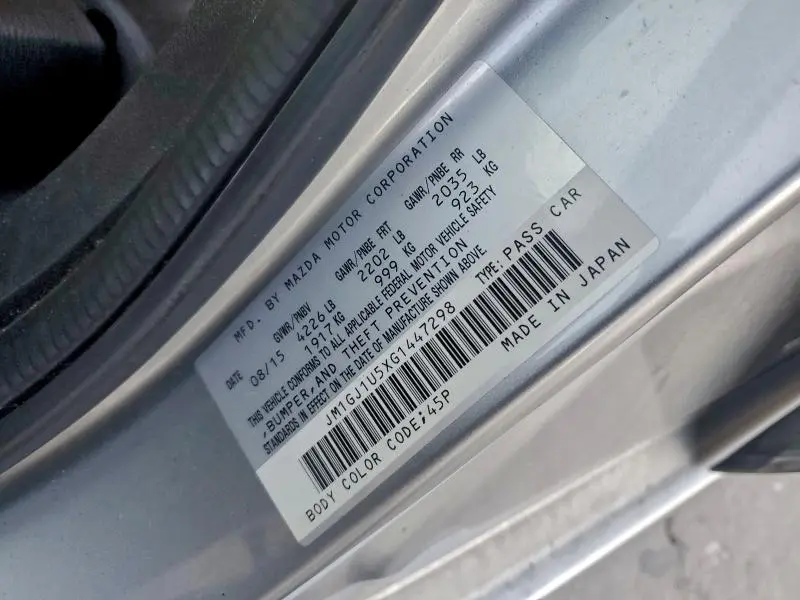 MFD. BY MAZDA MOTOR CORPORATION
DATE GVWR/PNBV GAWR/PNBE FRT GAWR/PNBE RR
08/15 4226 LB 2202 LB 2035 LB
1917 KG 999 KG 923 KG
THIS VEHICLE CONFORMS TO ALL APPLICABLE FEDERAL MOTOR VEHICLE SAFETY
,BUMPER,AND THEFT PREVENTION
STANDARDS IN EFFECT ON THE DATE OF MANUFACTURE SHOWN ABOVE
JM1GJ1U5XG1447298 TYPE: PASS CAR
BODY COLOR CODE;45P MADE IN JAPAN